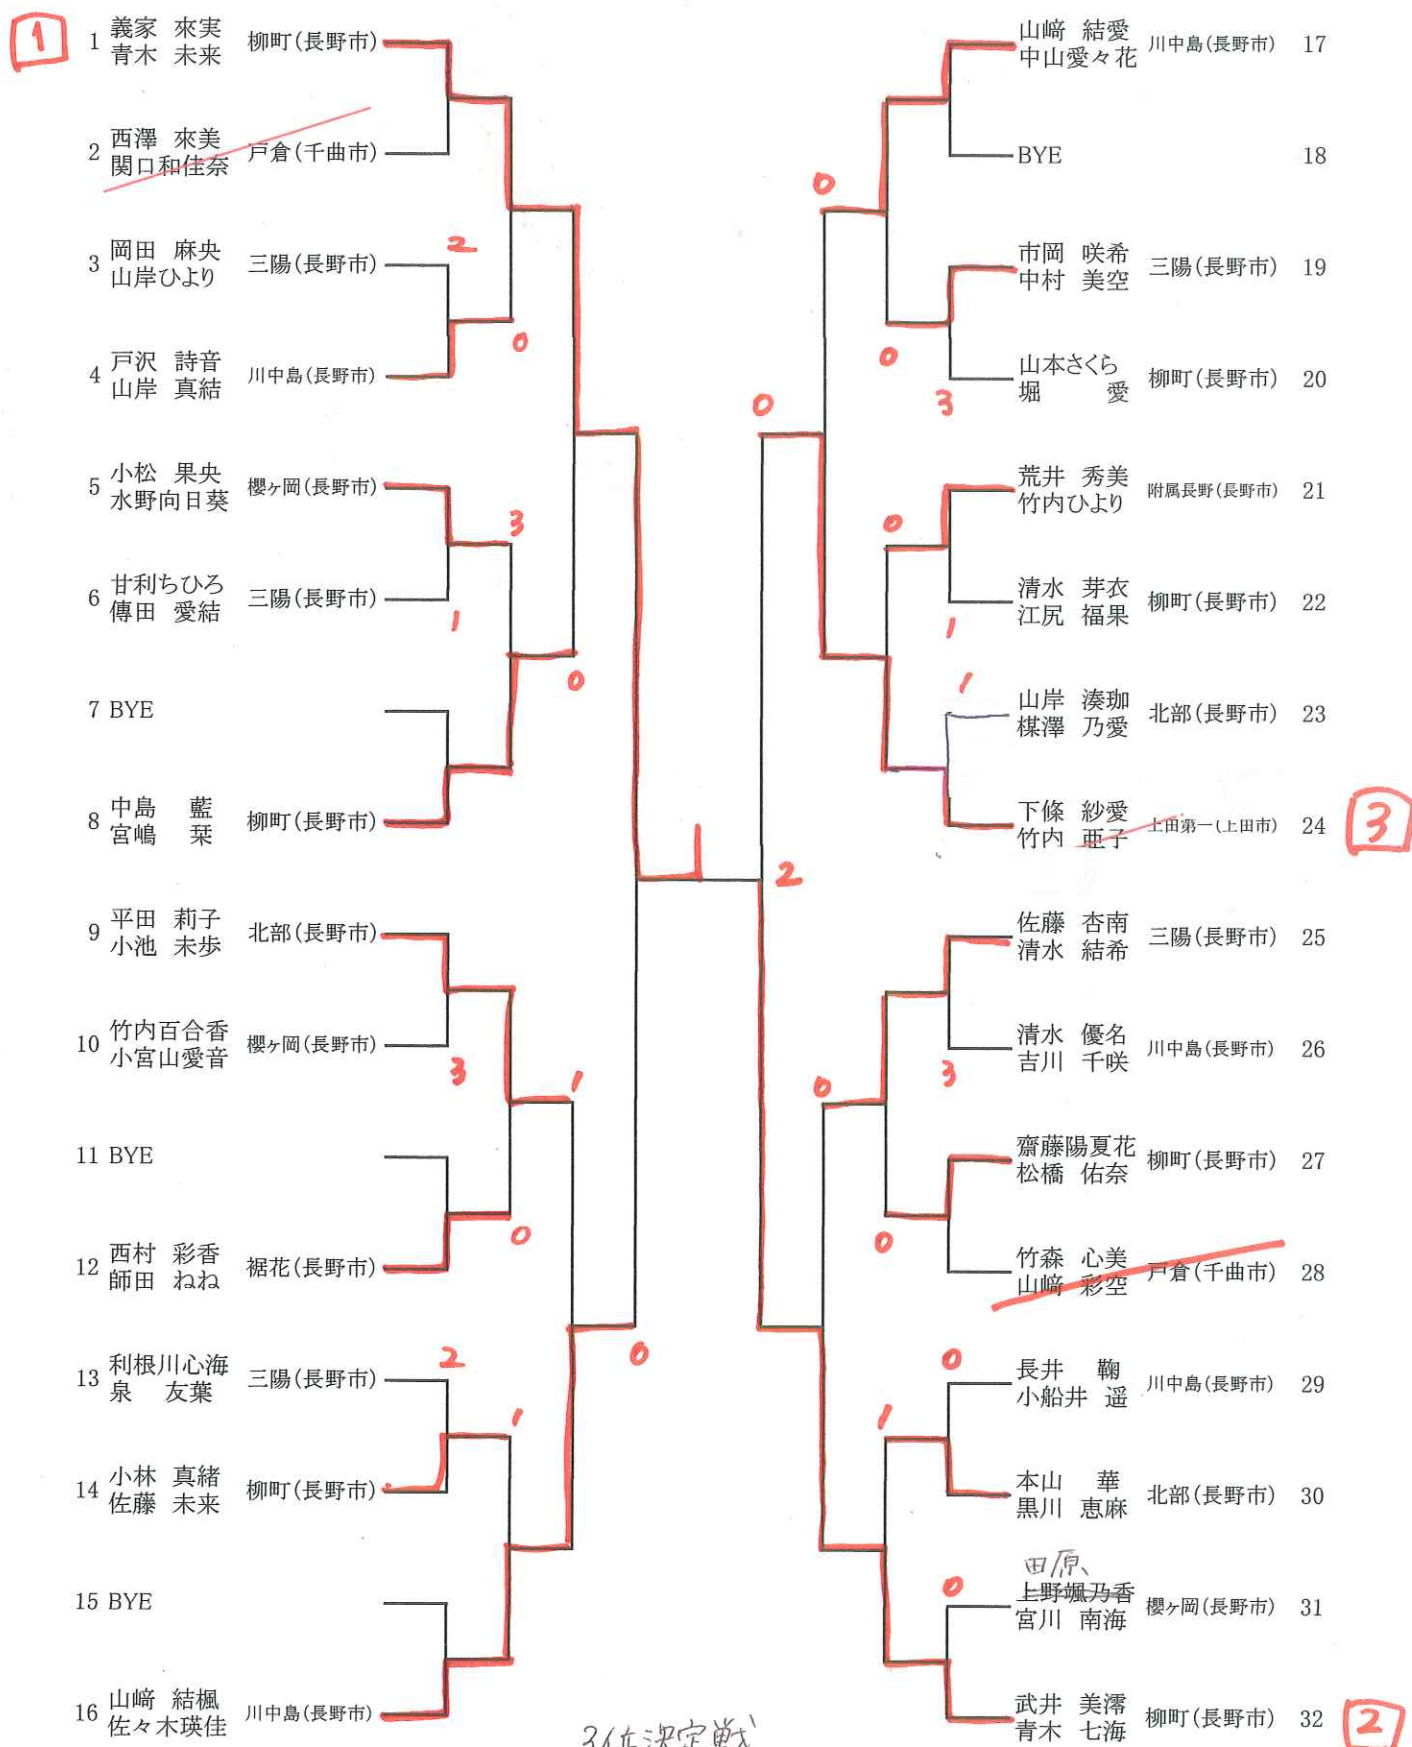 1
1 義家 來実 柳町(長野市)
青木 未来
2 西澤 來美 戸倉(千曲市)
関口和佳奈
2
3 岡田 麻央 三陽(長野市)
山岸ひより
0
4 戸沢 詩音 川中島(長野市)
山岸 真結
5 小松 果央 櫻ヶ岡(長野市)
水野向日葵
3
6 甘利ちひろ 三陽(長野市)
傳田 愛結
1
0
7 BYE
8 中島 藍 柳町(長野市)
宮嶋 栞
9 平田 莉子 北部(長野市)
小池 未歩
10 竹内百合香 櫻ヶ岡(長野市)
小宮山愛音
3
1
11 BYE
0
12 西村 彩香 裾花(長野市)
師田 ねね
0
2
13 利根川心海 三陽(長野市)
泉 友葉
1
14 小林 真緒 柳町(長野市)
佐藤 未来
15 BYE
16 山﨑 結楓 川中島(長野市)
佐々木瑛佳
山﨑 結愛 川中島(長野市) 17
中山愛々花
BYE 18
0
市岡 咲希 三陽(長野市) 19
中村 美空
0
山本さくら 柳町(長野市) 20
堀 愛
3
0
荒井 秀美 附属長野(長野市) 21
竹内ひより
0
清水 芽衣 柳町(長野市) 22
江尻 福果
1
1
山岸 湊珈 北部(長野市) 23
楳澤 乃愛
下條 紗愛 上田第一(上田市) 24
竹内 亜子
3
2
佐藤 杏南 三陽(長野市) 25
清水 結希
清水 優名 川中島(長野市) 26
吉川 千咲
3
0
齋藤陽夏花 柳町(長野市) 27
松橋 佑奈
0
竹森 心美 戸倉(千曲市) 28
山﨑 彩空
0
長井 鞠 川中島(長野市) 29
小船井 遥
1
本山 華 北部(長野市) 30
黒川 恵麻
田原
0
上野颯乃香 櫻ヶ岡(長野市) 31
宮川 南海
武井 美澪 柳町(長野市) 32
青木 七海
2
3位決定戦